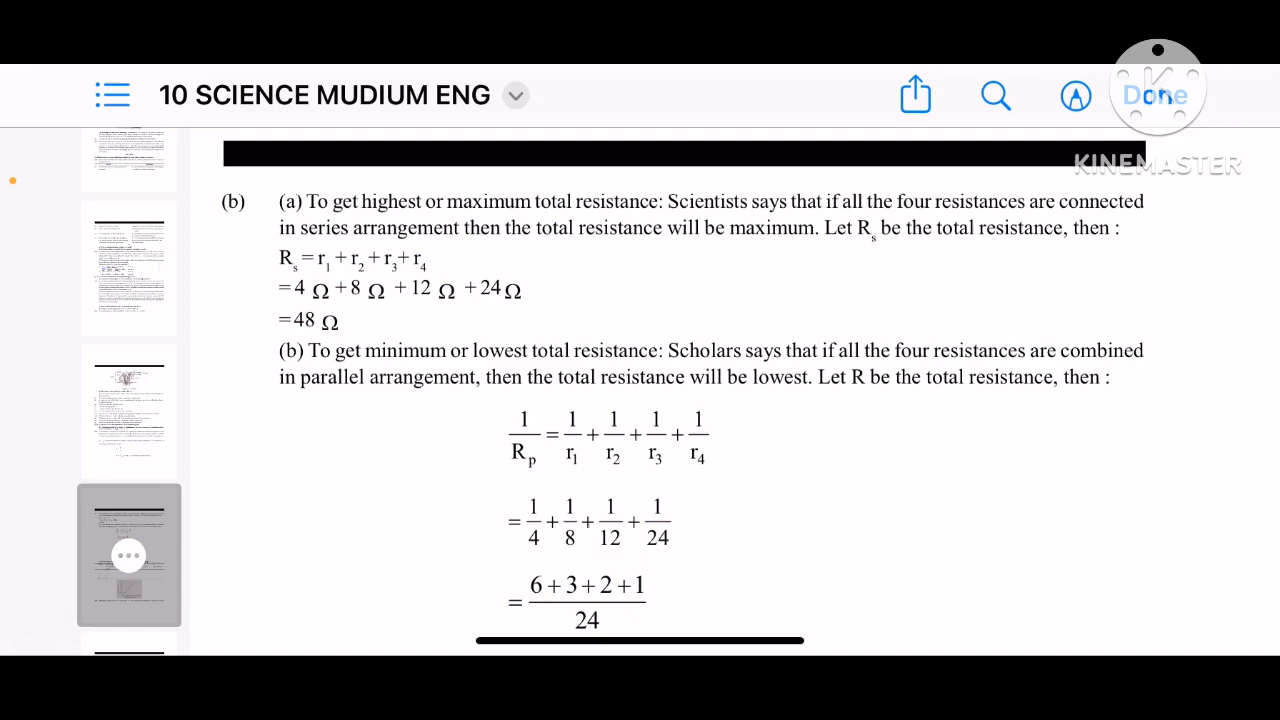 10 SCIENCE MUDIUM ENG
Done
KINEMASTER
(b) (a) To get highest or maximum total resistance: Scientists says that if all the four resistances are connected
in series arrangement then the total resistance will be maximum Let Rs be the total resistance, then :
R = r1 + r2 + r3 + r4
= 4 Ω + 8 Ω + 12 Ω + 24 Ω
= 48 Ω
(b) To get minimum or lowest total resistance: Scholars says that if all the four resistances are combined
in parallel arrangement, then the total resistance will be lowest. Let R be the total resistance, then :
1/Rp = 1/r1 + 1/r2 + 1/r3 + 1/r4
= 1/4 + 1/8 + 1/12 + 1/24
= 6 + 3 + 2 + 1 / 24